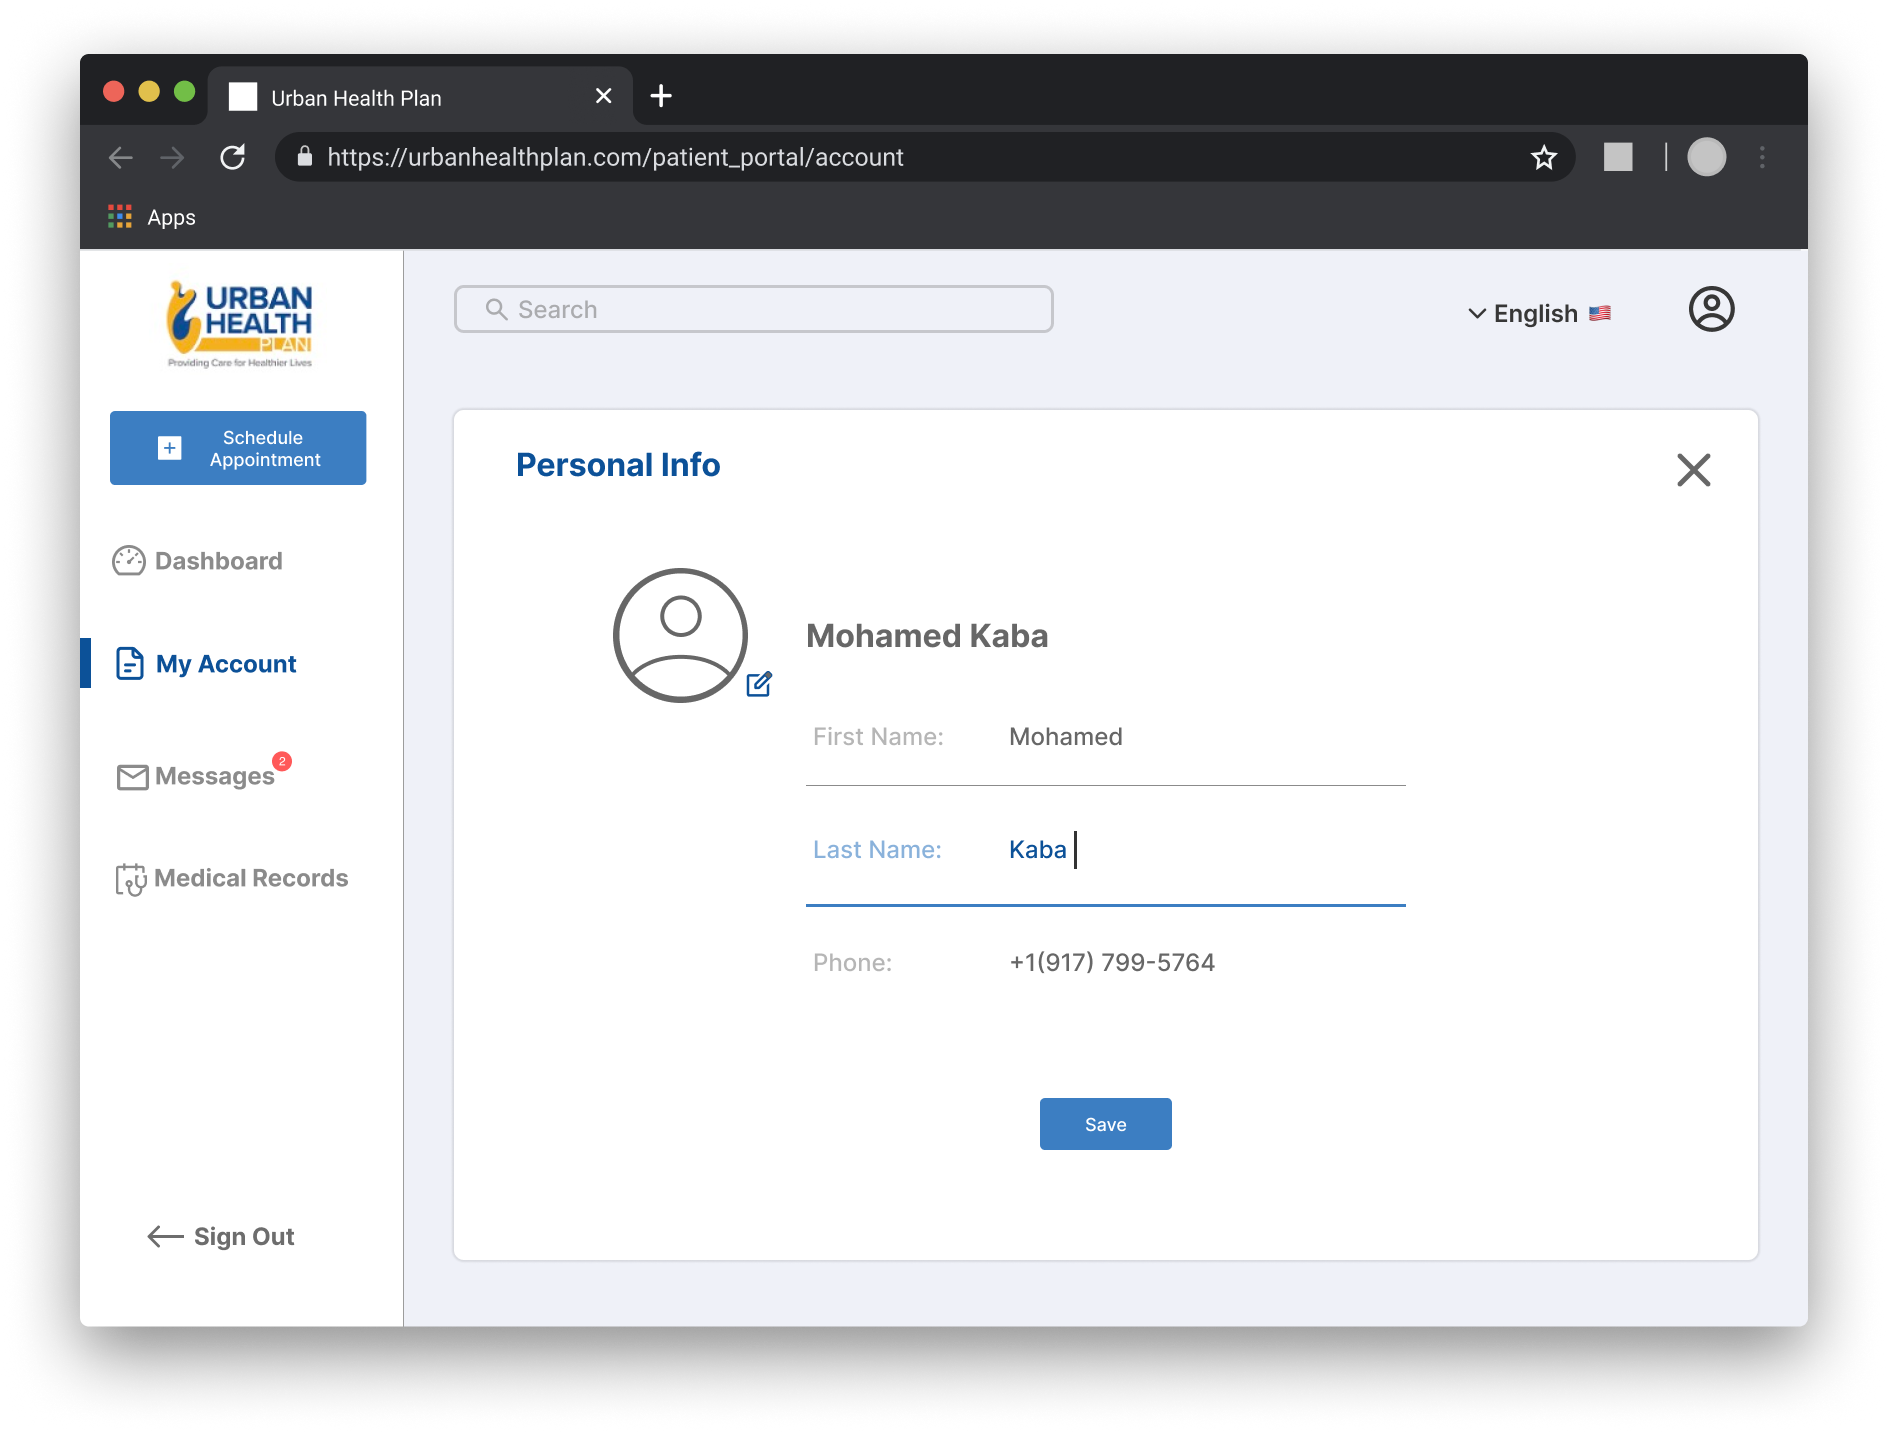 Urban Health Plan
https://urbanhealthplan.com/patient_portal/account
Apps
URBAN
HEALTH
PLAN
Providing Care for Healthier Lives
Search
English
Schedule
Appointment
Dashboard
My Account
Messages 2
Medical Records
Sign Out
Personal Info
Mohamed Kaba
First Name: Mohamed
Last Name: Kaba
Phone: +1(917) 799-5764
Save